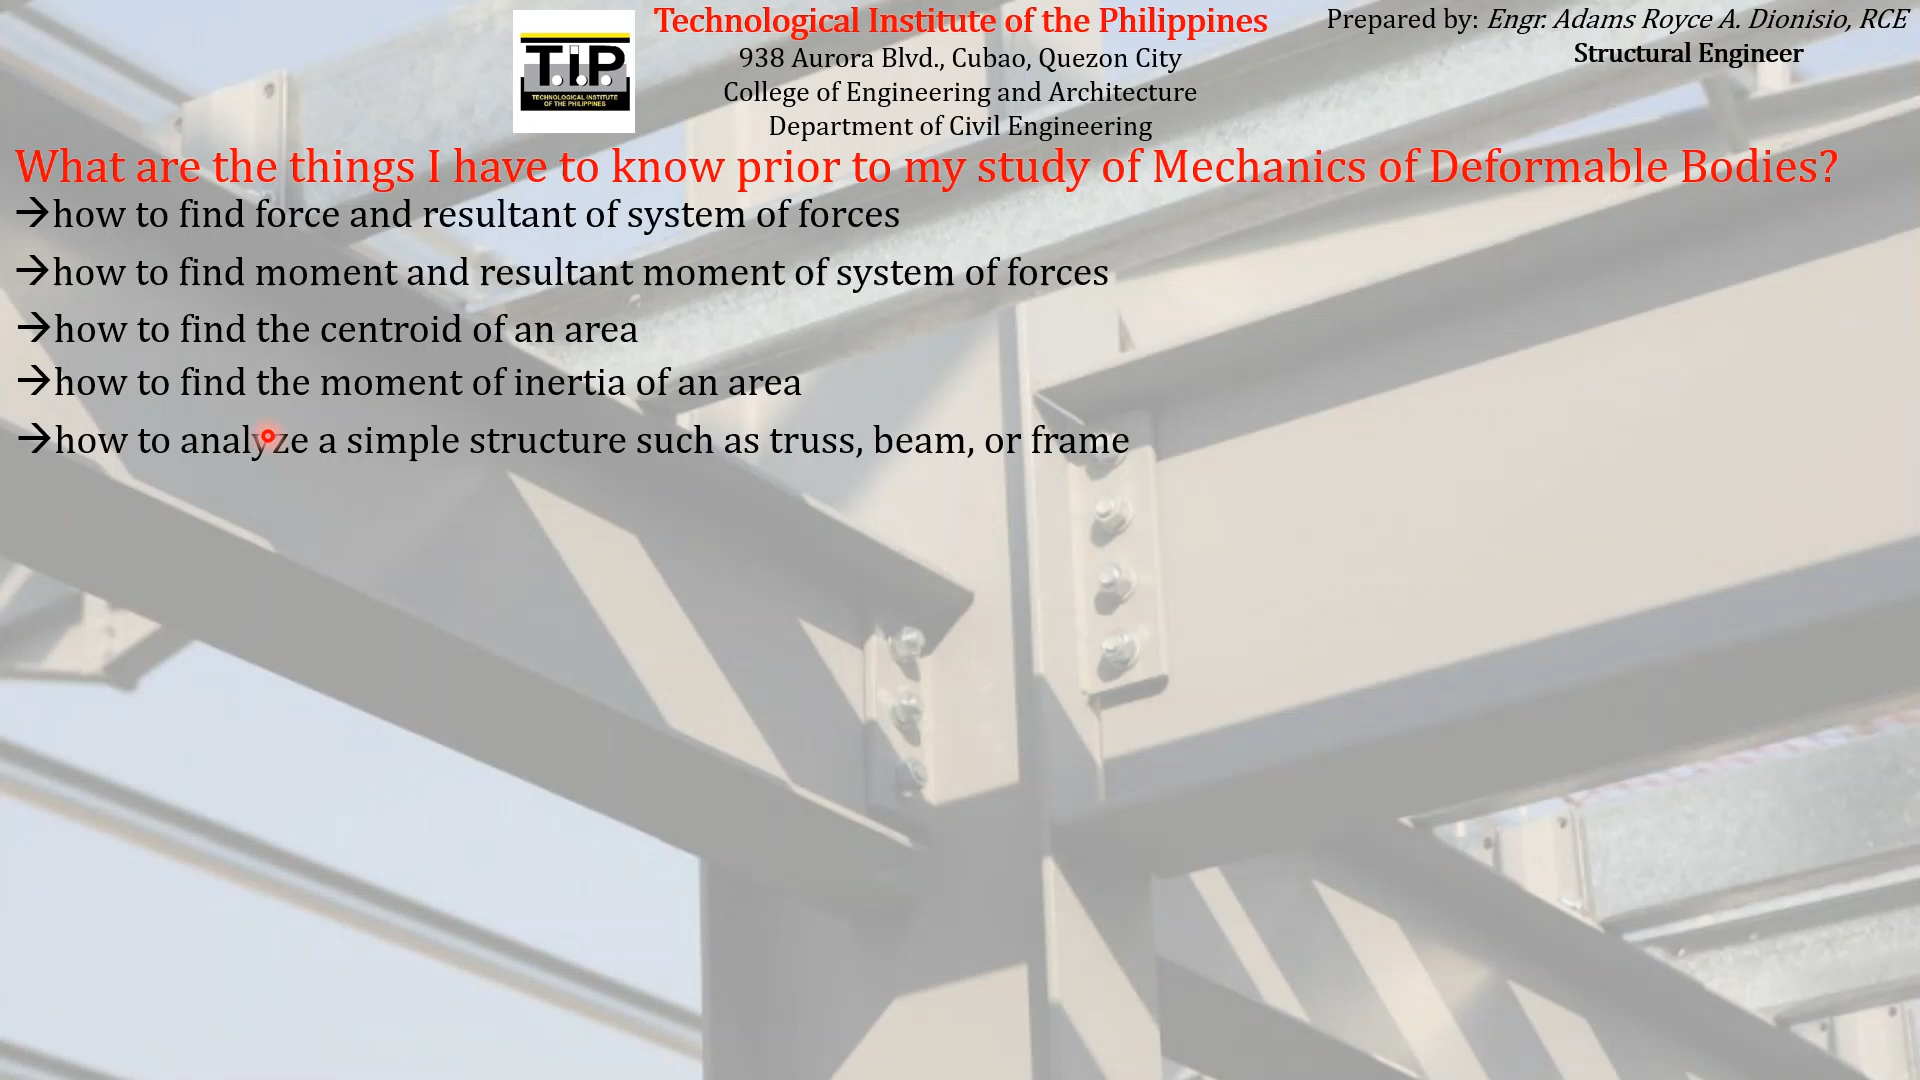 T.I.P
TECHNOLOGICAL INSTITUTE
OF THE PHILIPPINES
Technological Institute of the Philippines
938 Aurora Blvd., Cubao, Quezon City
College of Engineering and Architecture
Department of Civil Engineering
Prepared by: Engr. Adams Royce A. Dionisio, RCE
Structural Engineer
What are the things I have to know prior to my study of Mechanics of Deformable Bodies?
→how to find force and resultant of system of forces
→how to find moment and resultant moment of system of forces
→how to find the centroid of an area
→how to find the moment of inertia of an area
→how to analyze a simple structure such as truss, beam, or frame